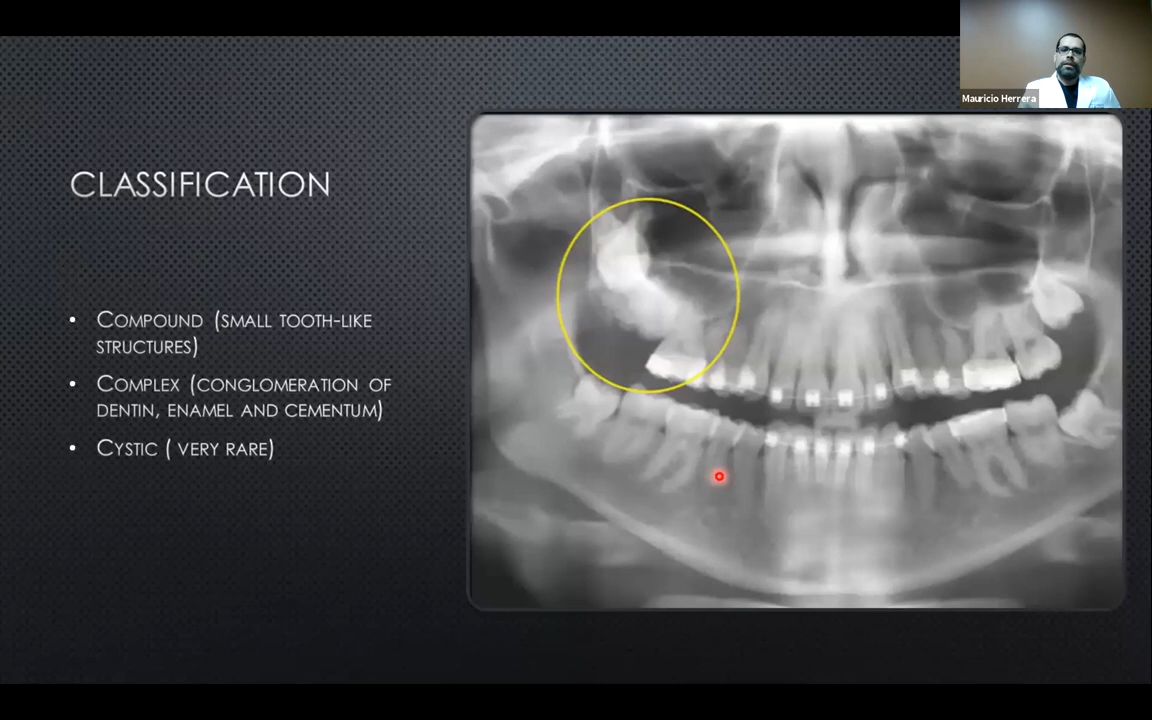 Mauricio Herrera
CLASSIFICATION
• COMPOUND (SMALL TOOTH-LIKE
STRUCTURES)
• COMPLEX (CONGLOMERATION OF
DENTIN, ENAMEL AND CEMENTUM)
• CYSTIC ( VERY RARE)